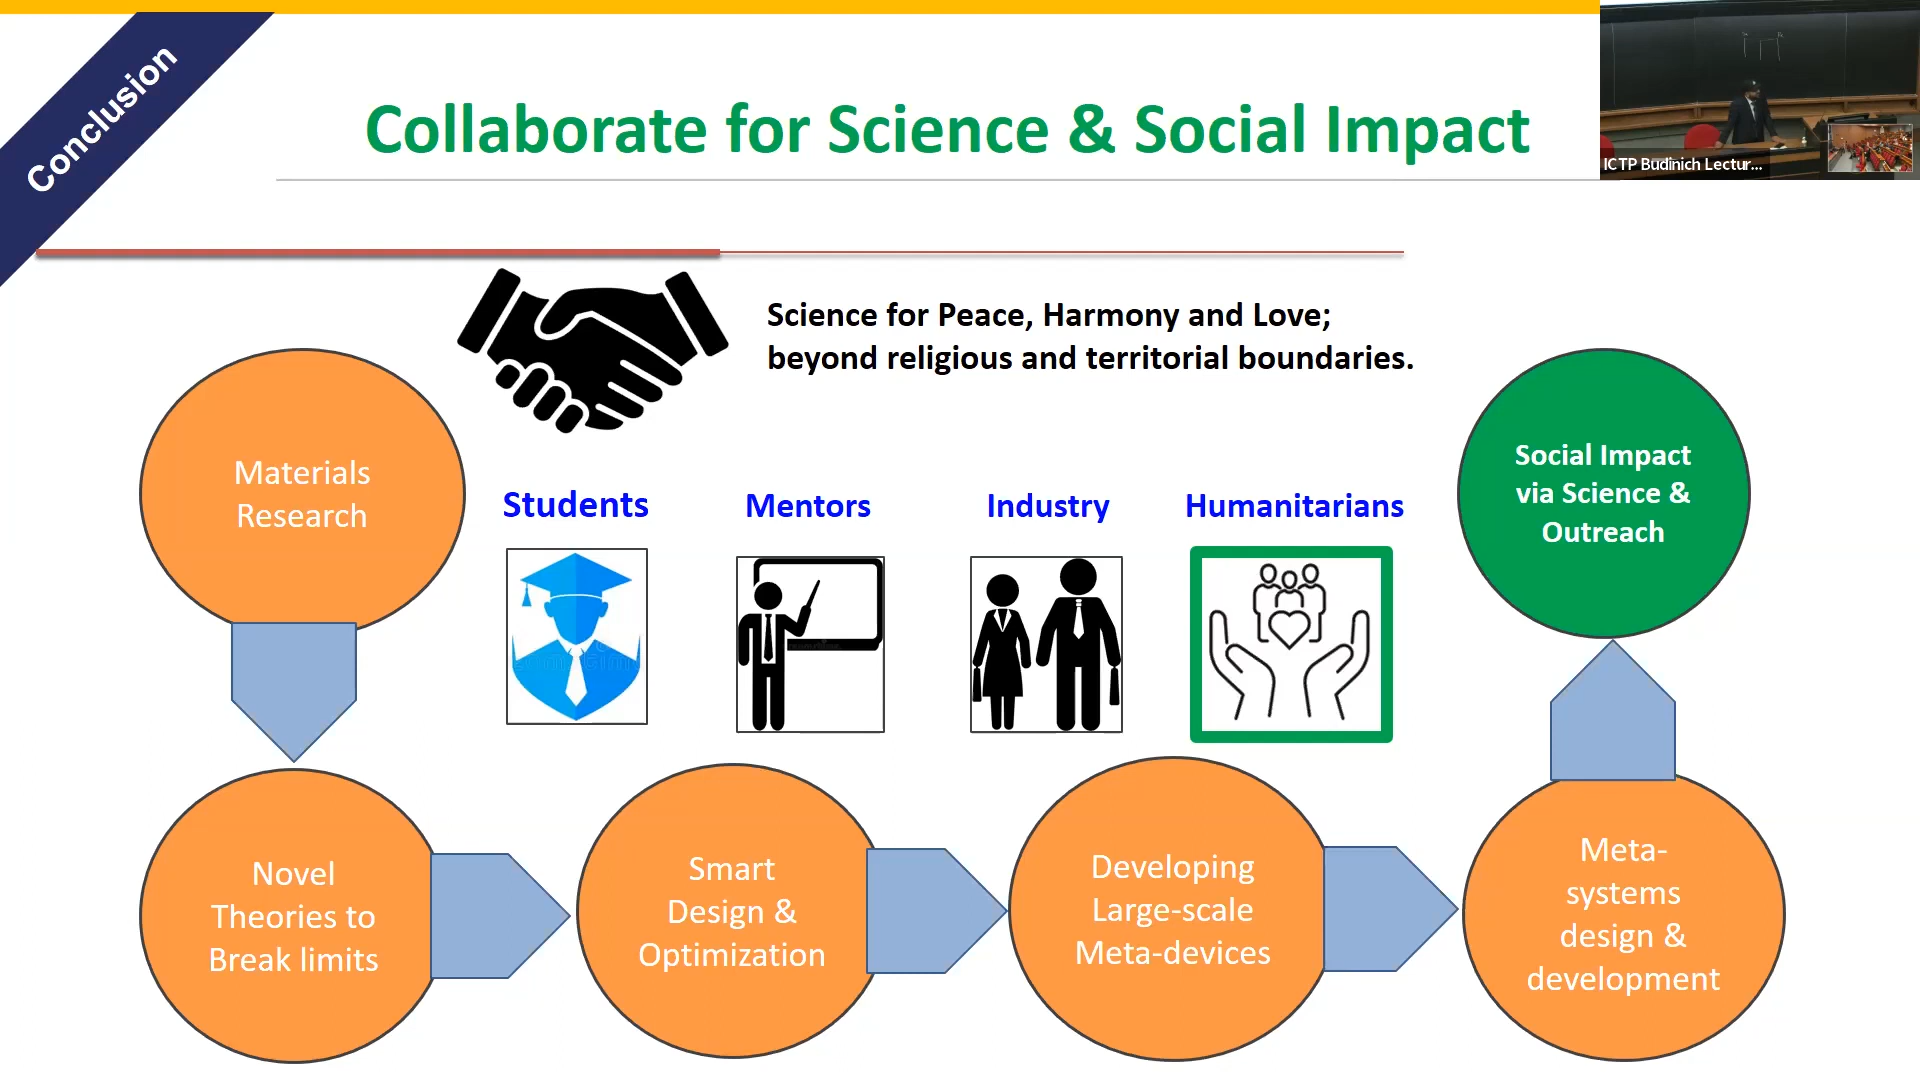 Conclusion
Collaborate for Science & Social Impact
ICTP Budinich Lectur...
Science for Peace, Harmony and Love;
beyond religious and territorial boundaries.
Materials
Research
Students
Mentors
Industry
Humanitarians
Social Impact
via Science &
Outreach
Novel
Theories to
Break limits
Smart
Design &
Optimization
Developing
Large-scale
Meta-devices
Meta-
systems
design &
development